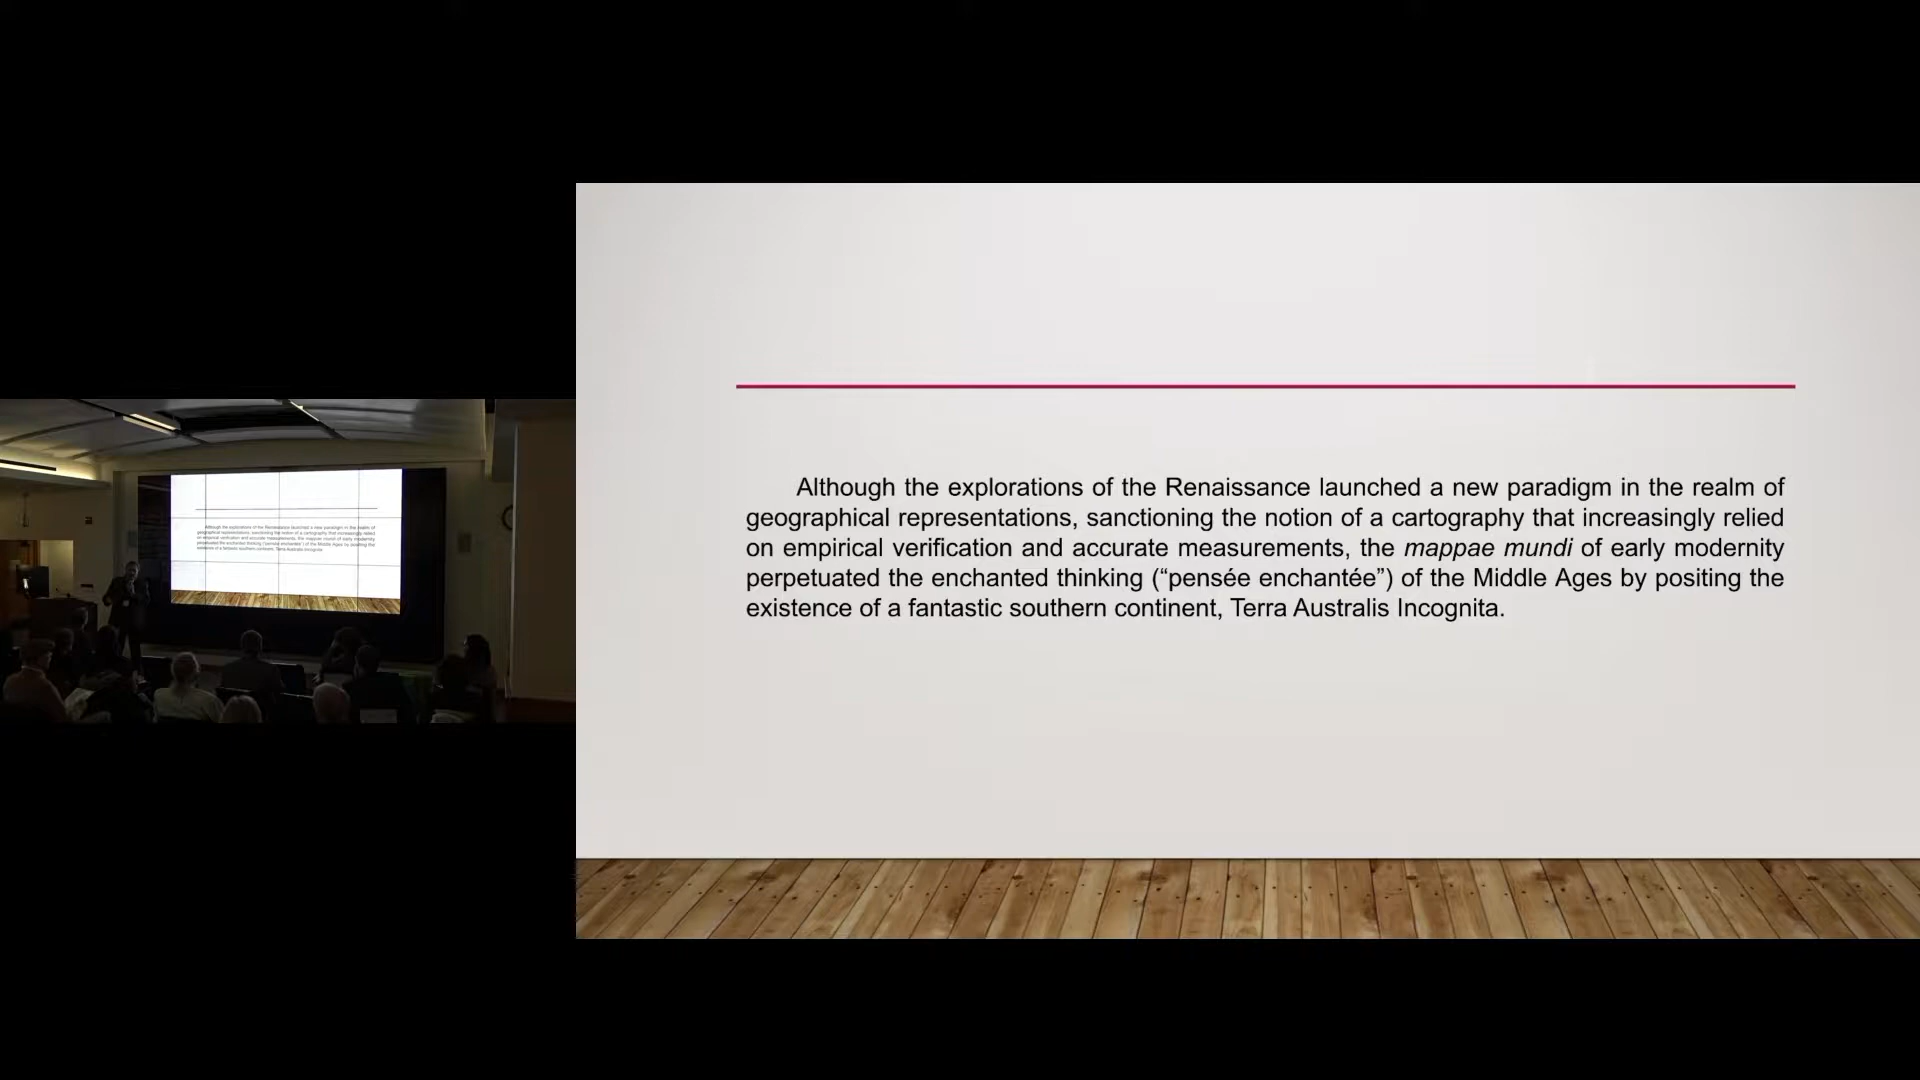 Although the explorations of the Renaissance launched a new paradigm in the realm of
geographical representations, sanctioning the notion of a cartography that increasingly relied
on empirical verification and accurate measurements, the mappae mundi of early modernity
perpetuated the enchanted thinking (“pensée enchantée”) of the Middle Ages by positing the
existence of a fantastic southern continent, Terra Australis Incognita.